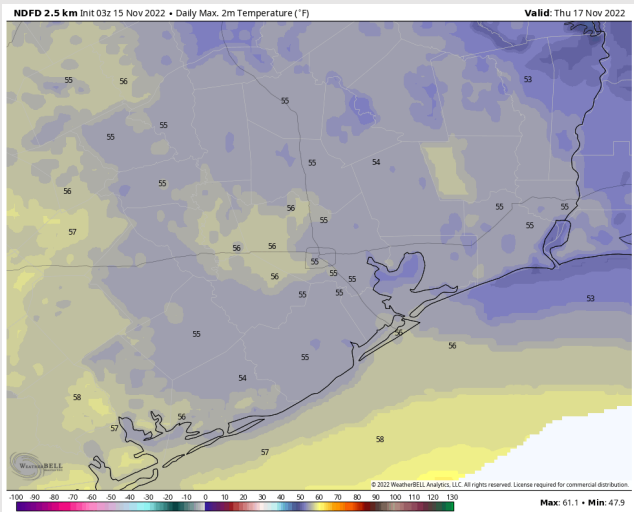 NDFD 2.5 km Init 03z 15 Nov 2022 • Daily Max. 2m Temperature (°F)
Valid: Thu 17 Nov 2022
55 56 53
55
55
55
55 54
55
56
56 55 55
55
57
55
56 56
55
56 55 55
55 55
53
55 56
56
55
54
58
56
57
58
57
WEATHERBELL
© 2022 WeatherBELL Analytics, LLC. All rights reserved. License required for commercial distribution.
-100 -90 -80 -70 -60 -50 -40 -30 -20 -10 0 10 20 30 40 50 60 70 80 90 100 110 120 130
Max: 61.1 • Min: 47.9